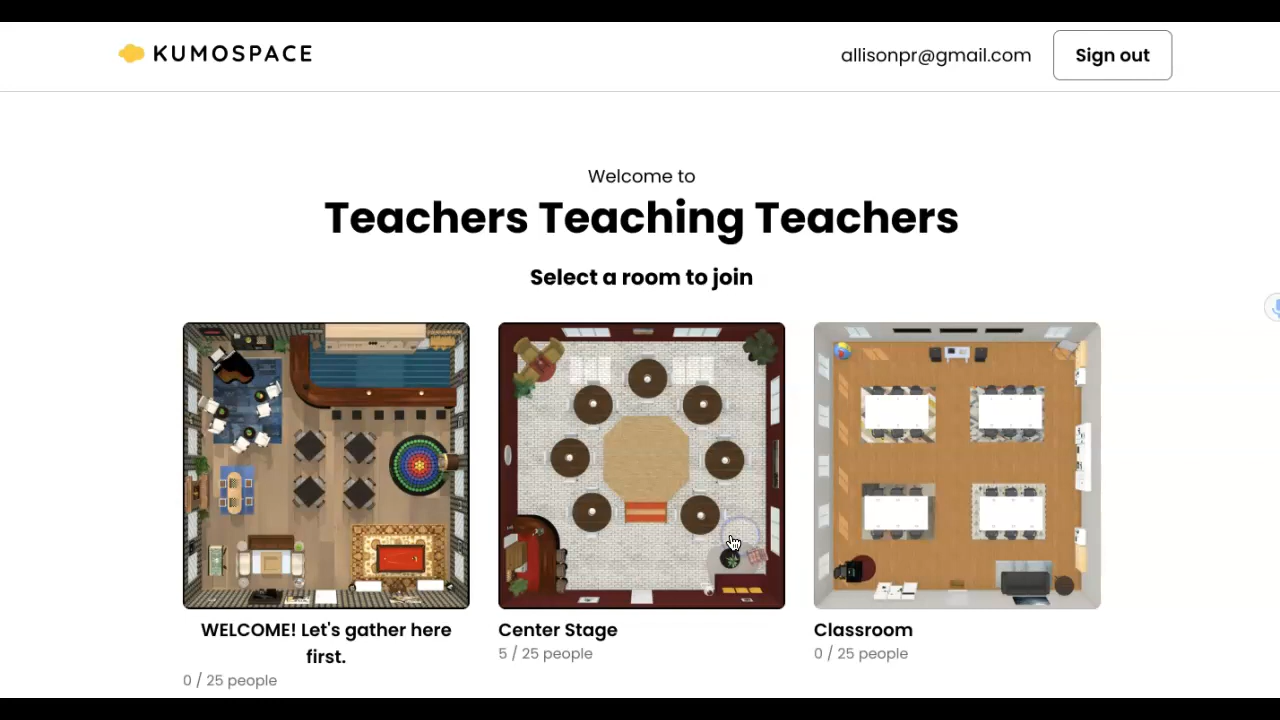 KUMOSPACE
allisonpr@gmail.com
Sign out
Welcome to
Teachers Teaching Teachers
Select a room to join
WELCOME! Let's gather here
first.
0 / 25 people
Center Stage
5 / 25 people
Classroom
0 / 25 people